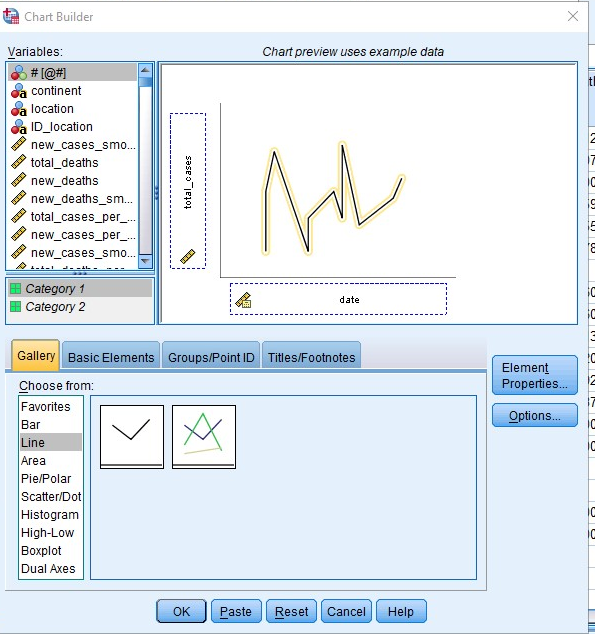 Chart Builder
Variables:
Chart preview uses example data
# [@#]
continent
location
ID_location
new_cases_smo...
total_deaths
new_deaths
new_deaths_sm...
total_cases_per_...
new_cases_per_...
new_cases_smo...
total_cases
date
Category 1
Category 2
Gallery
Basic Elements
Groups/Point ID
Titles/Footnotes
Element
Properties...
Options...
Choose from:
Favorites
Bar
Line
Area
Pie/Polar
Scatter/Dot
Histogram
High-Low
Boxplot
Dual Axes
OK
Paste
Reset
Cancel
Help